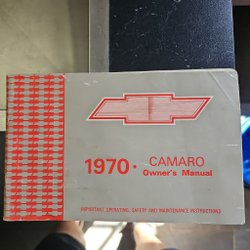 1970 • CAMARO
Owner's Manual
IMPORTANT OPERATING, SAFETY AND MAINTENANCE INSTRUCTIONS